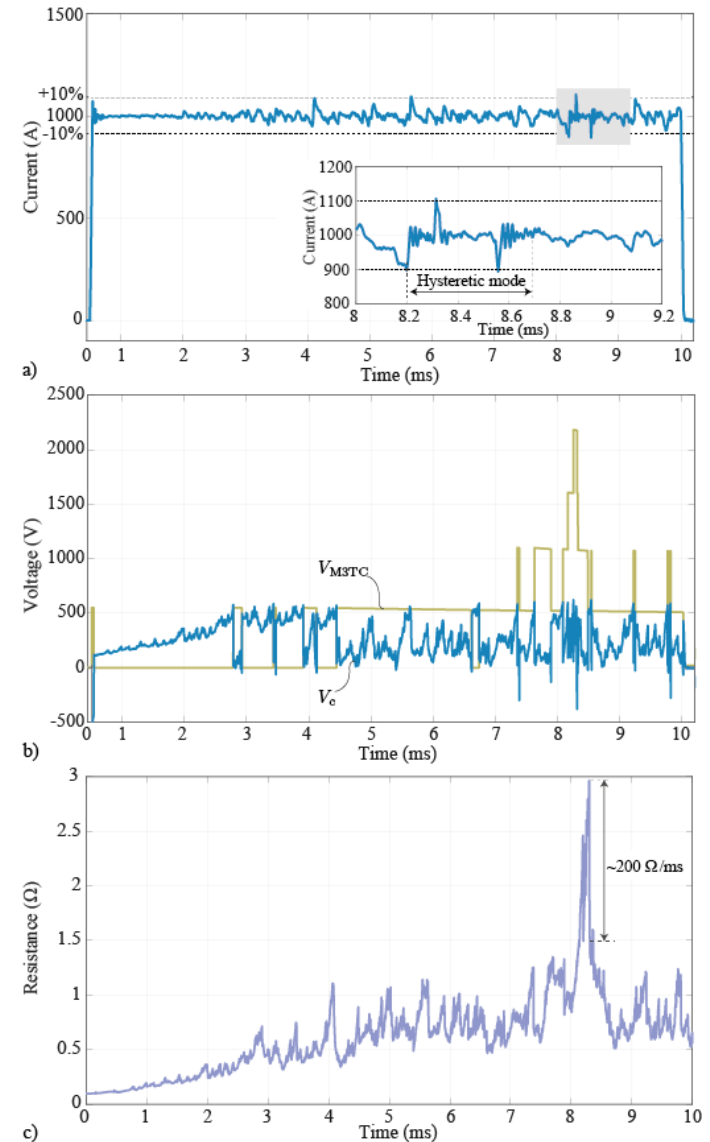 1500
+10%
1000
-10%
500
0
Current (A)
1200
1100
1000
900
800
Current (A)
Hysteretic mode
8 8.2 8.4 8.6 8.8 9 9.2
Time (ms)
0 1 2 3 4 5 6 7 8 9 10
Time (ms)
a)
2500
2000
1500
1000
500
0
-500
Voltage (V)
VM3TC
Vc
0 1 2 3 4 5 6 7 8 9 10
Time (ms)
b)
3
2.5
2
1.5
1
0.5
0
Resistance (Ω)
~200 Ω/ms
0 1 2 3 4 5 6 7 8 9 10
Time (ms)
c)